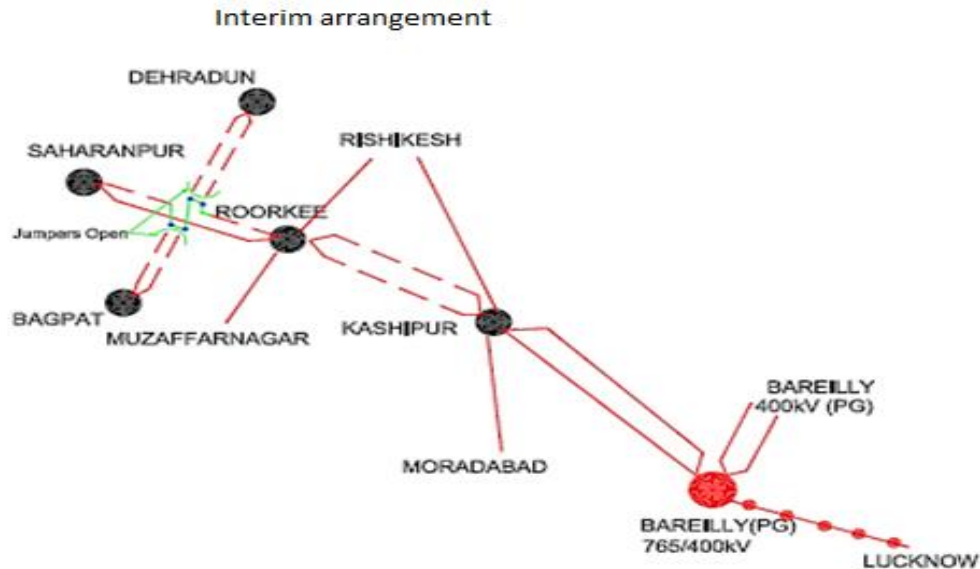 Interim arrangement
DEHRADUN
RISHIKESH
SAHARANPUR
ROORKEE
Jumpers Open
BAGPAT
MUZAFFARNAGAR
KASHIPUR
BAREILLY
400kV (PG)
MORADABAD
BAREILLY(PG)
765/400kV
LUCKNOW